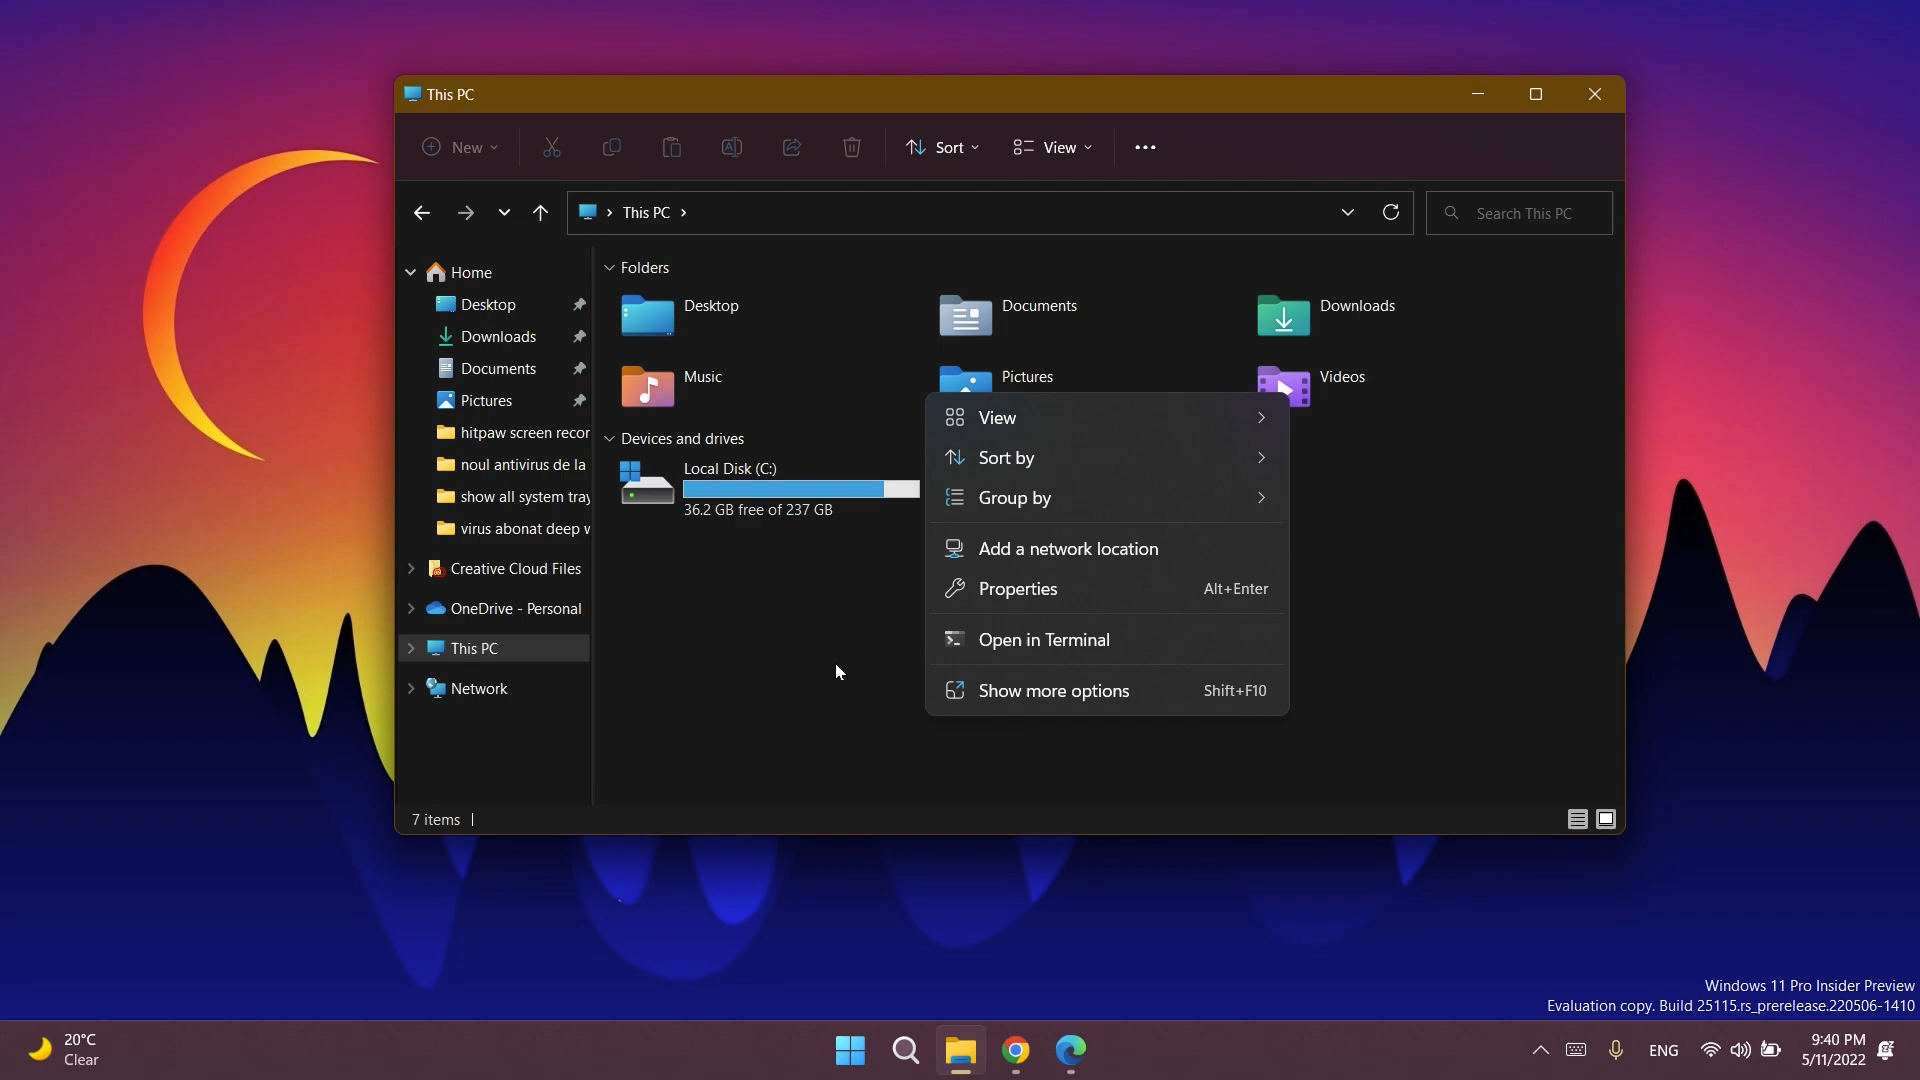 This PC
New
Sort
View
This PC
Search This PC
Home
Desktop
Downloads
Documents
Pictures
hitpaw screen recor
noul antivirus de la
show all system tray
virus abonat deep w
Creative Cloud Files
OneDrive - Personal
This PC
Network
Folders
Desktop
Documents
Downloads
Music
Pictures
Videos
Devices and drives
Local Disk (C:)
36.2 GB free of 237 GB
View
Sort by
Group by
Add a network location
Properties Alt+Enter
Open in Terminal
Show more options Shift+F10
7 items
Windows 11 Pro Insider Preview
Evaluation copy. Build 25115.rs_prerelease.220506-1410
20°C
Clear
ENG
9:40 PM
5/11/2022